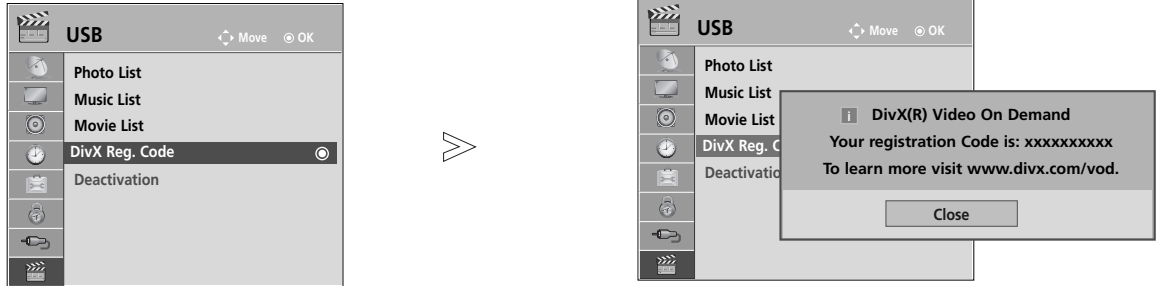 USB
Move OK
Photo List
Music List
Movie List
DivX Reg. Code
Deactivation
USB
Move OK
Photo List
Music List
Movie List
DivX Reg. C
Deactivatio
i DivX(R) Video On Demand
Your registration Code is: xxxxxxxxxx
To learn more visit www.divx.com/vod.
Close